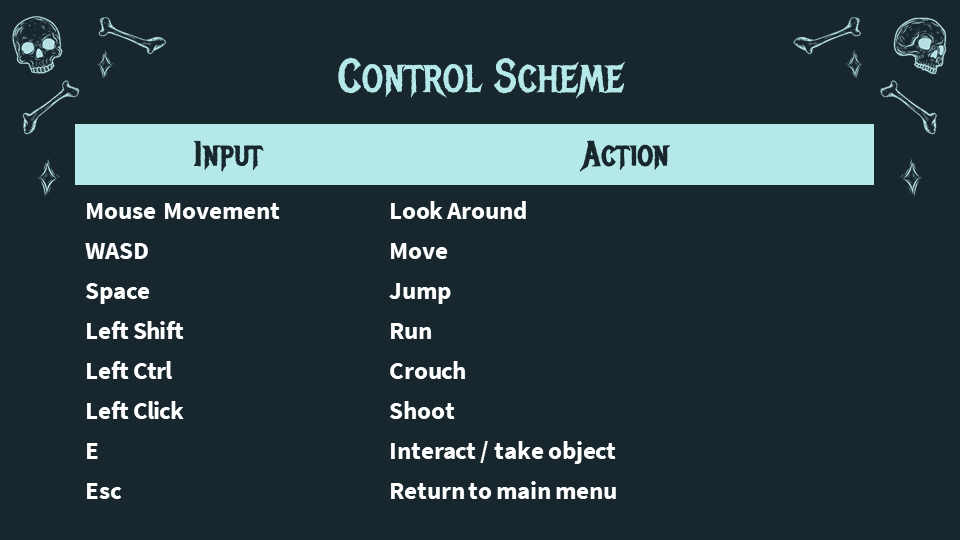 Control Scheme
Input Action
Mouse Movement Look Around
WASD Move
Space Jump
Left Shift Run
Left Ctrl Crouch
Left Click Shoot
E Interact / take object
Esc Return to main menu